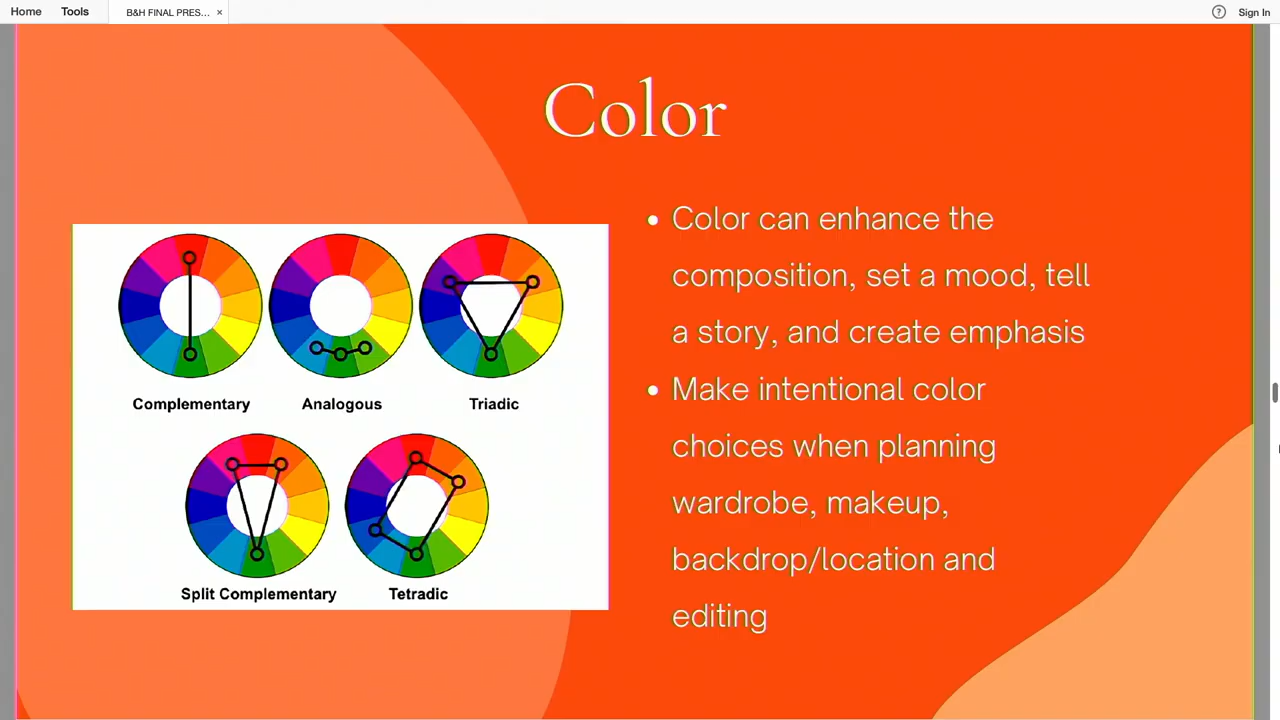 Home Tools B&H FINAL PRES... × ? Sign In
Color
• Color can enhance the
composition, set a mood, tell
a story, and create emphasis
• Make intentional color
choices when planning
wardrobe, makeup,
backdrop/location and
editing
Complementary Analogous Triadic
Split Complementary Tetradic